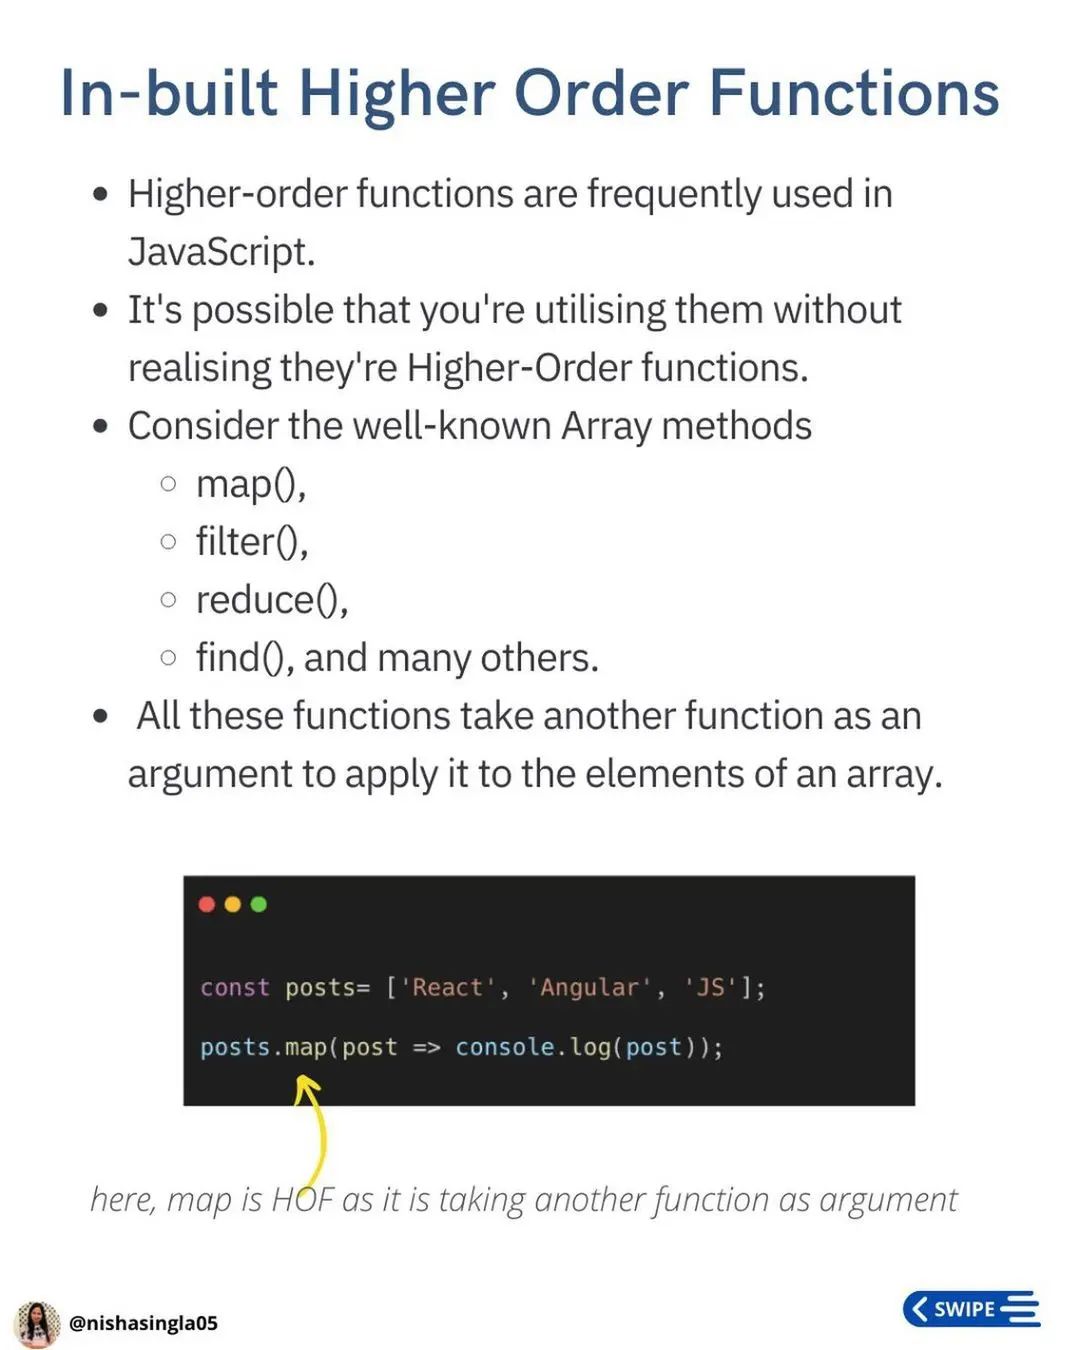 In-built Higher Order Functions
Higher-order functions are frequently used in
JavaScript.
It's possible that you're utilising them without
realising they're Higher-Order functions.
Consider the well-known Array methods
map(),
filter(),
reduce(),
find(), and many others.
All these functions take another function as an
argument to apply it to the elements of an array.
const posts= ['React', 'Angular', 'JS'];
posts.map(post => console.log(post));
here, map is HOF as it is taking another function as argument
@nishasingla05
SWIPE